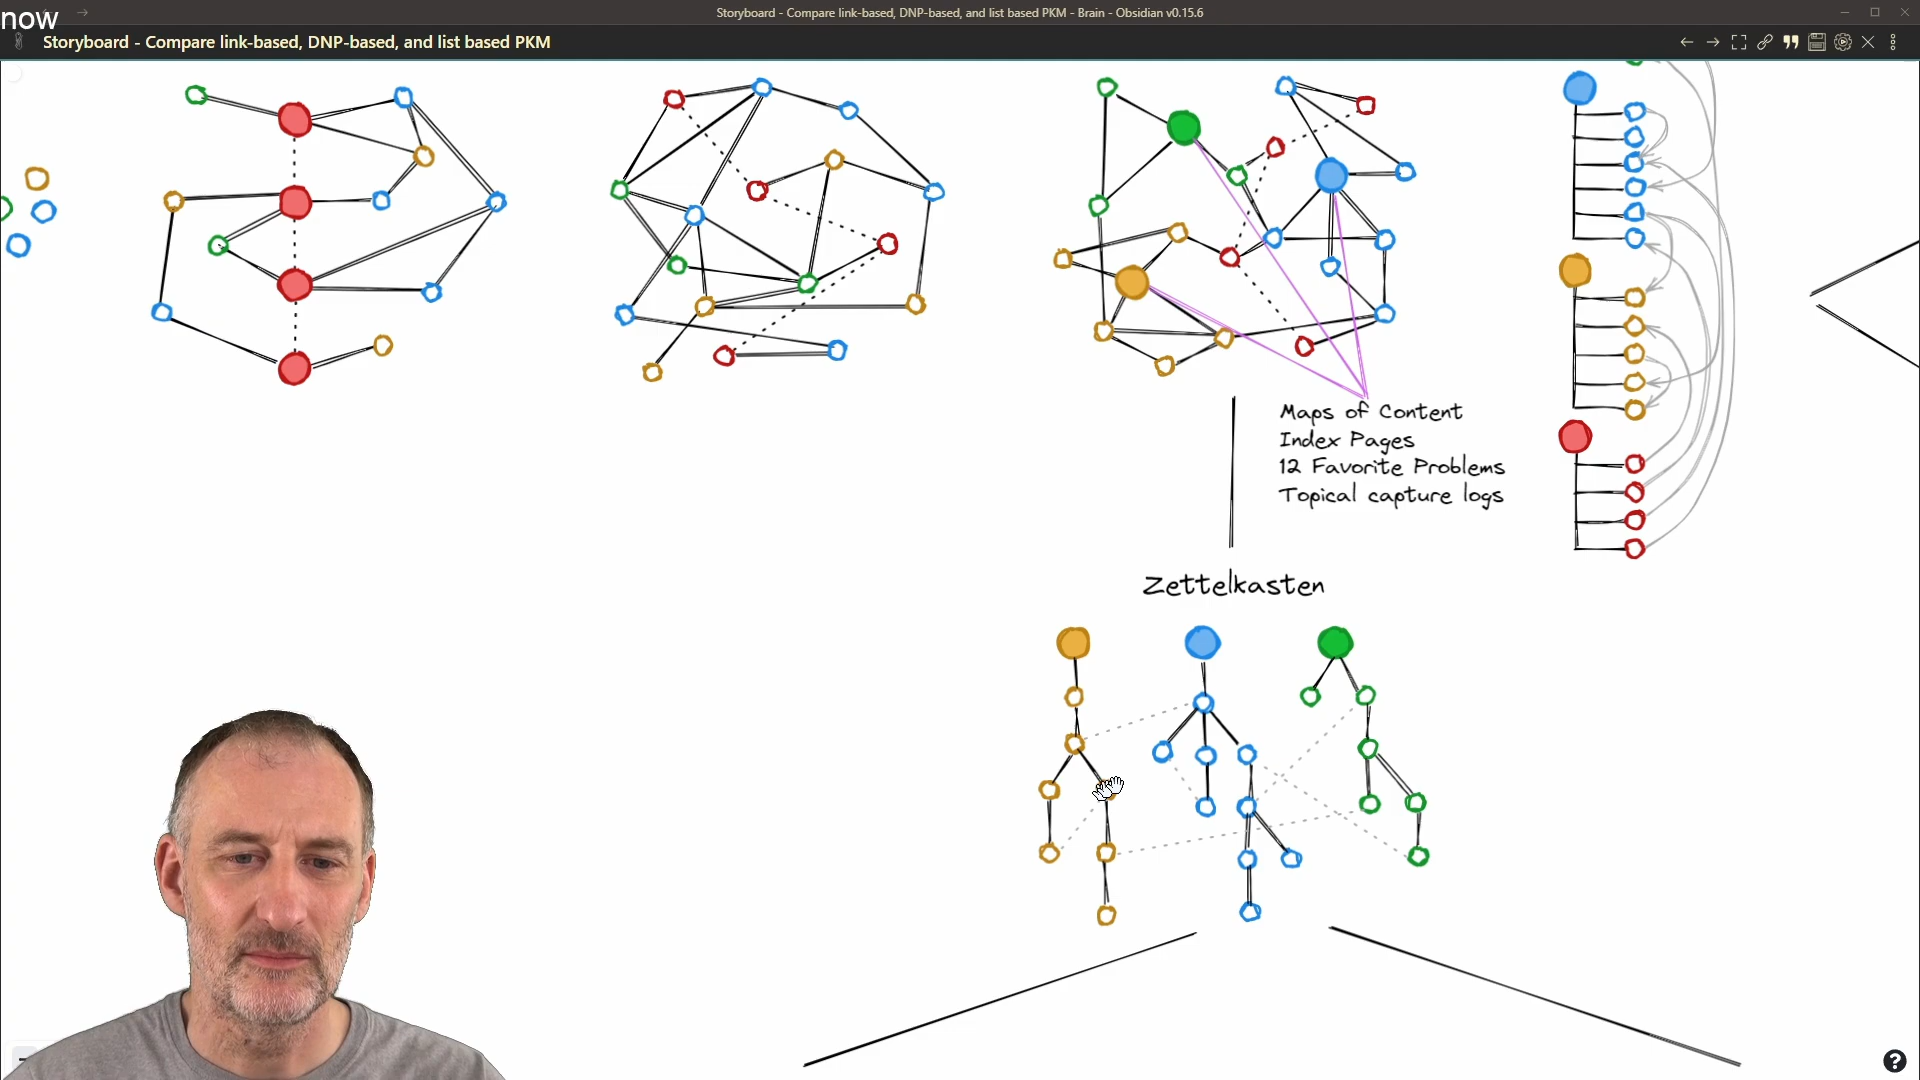 now
Storyboard - Compare link-based, DNP-based, and list based PKM - Brain - Obsidian v0.15.6
Storyboard - Compare link-based, DNP-based, and list based PKM
Maps of Content
Index Pages
12 Favorite Problems
Topical capture logs
Zettelkasten